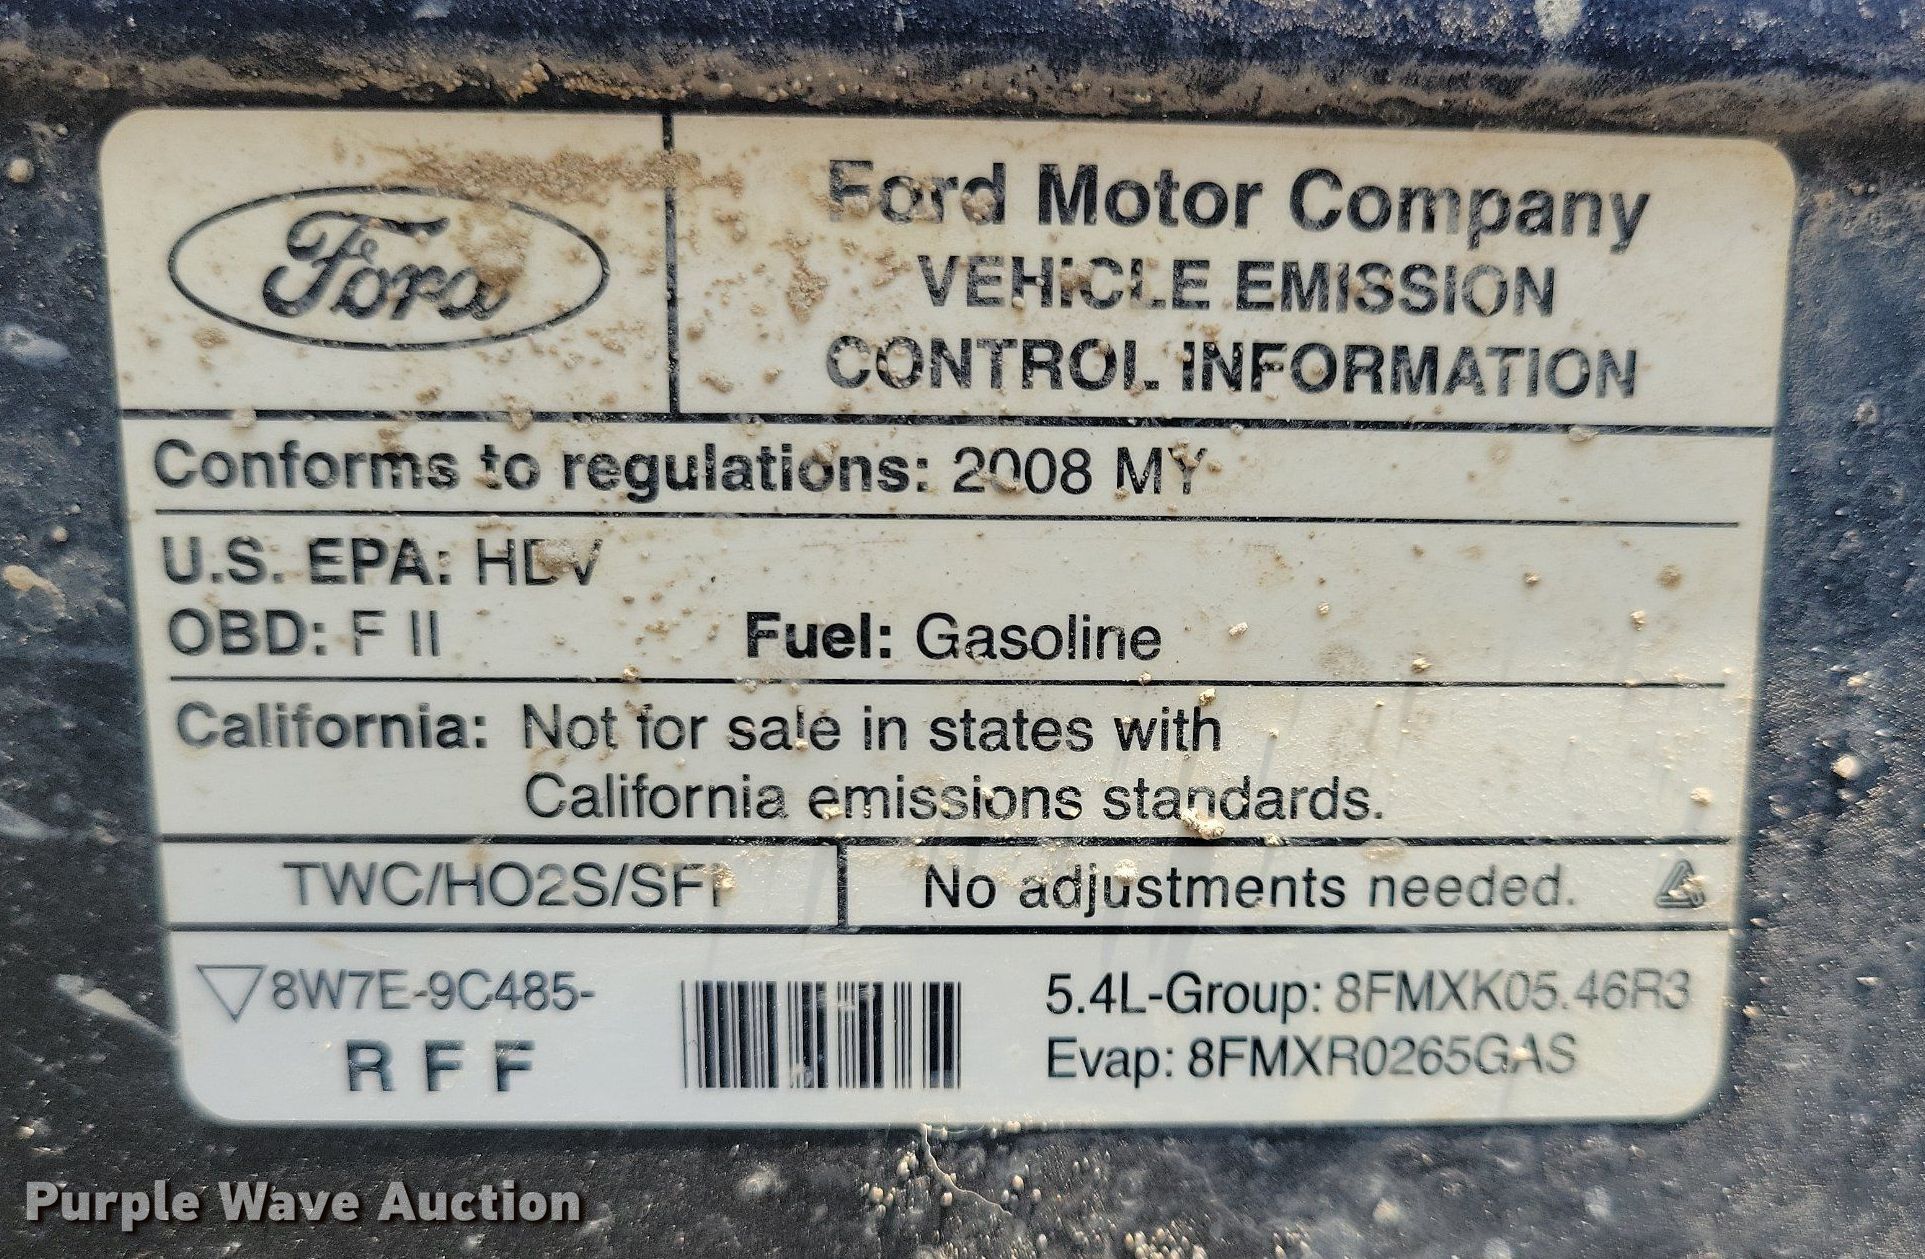 Ford
Ford Motor Company
VEHICLE EMISSION
CONTROL INFORMATION
Conforms to regulations: 2008 MY
U.S. EPA: HDV
OBD: F II
Fuel: Gasoline
California: Not for sale in states with
California emissions standards.
TWC/HO2S/SFI
No adjustments needed.
8W7E-9C485-
R F F
5.4L-Group: 8FMXK05.46R3
Evap: 8FMXR0265GAS
Purple Wave Auction